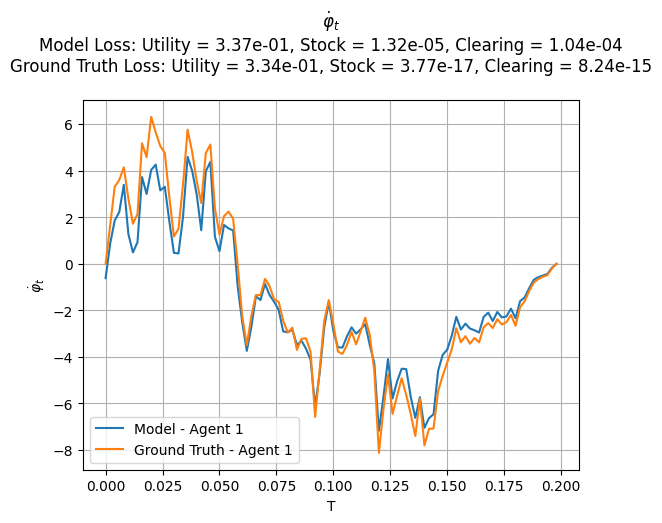 φ̇_t
Model Loss: Utility = 3.37e-01, Stock = 1.32e-05, Clearing = 1.04e-04
Ground Truth Loss: Utility = 3.34e-01, Stock = 3.77e-17, Clearing = 8.24e-15
6
4
2
0
−2
−4
−6
−8
φ̇_t
Model - Agent 1
Ground Truth - Agent 1
0.000 0.025 0.050 0.075 0.100 0.125 0.150 0.175 0.200
T